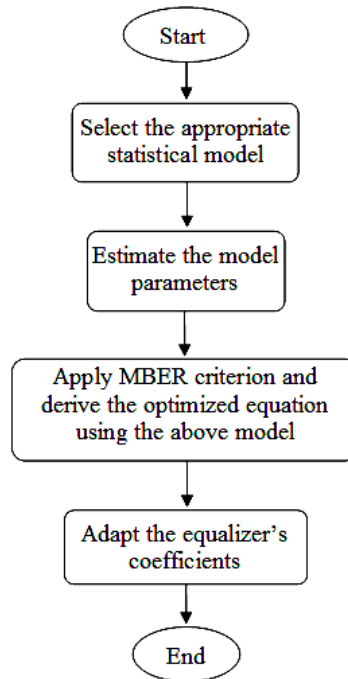 Start
Select the appropriate
statistical model
Estimate the model
parameters
Apply MBER criterion and
derive the optimized equation
using the above model
Adapt the equalizer’s
coefficients
End